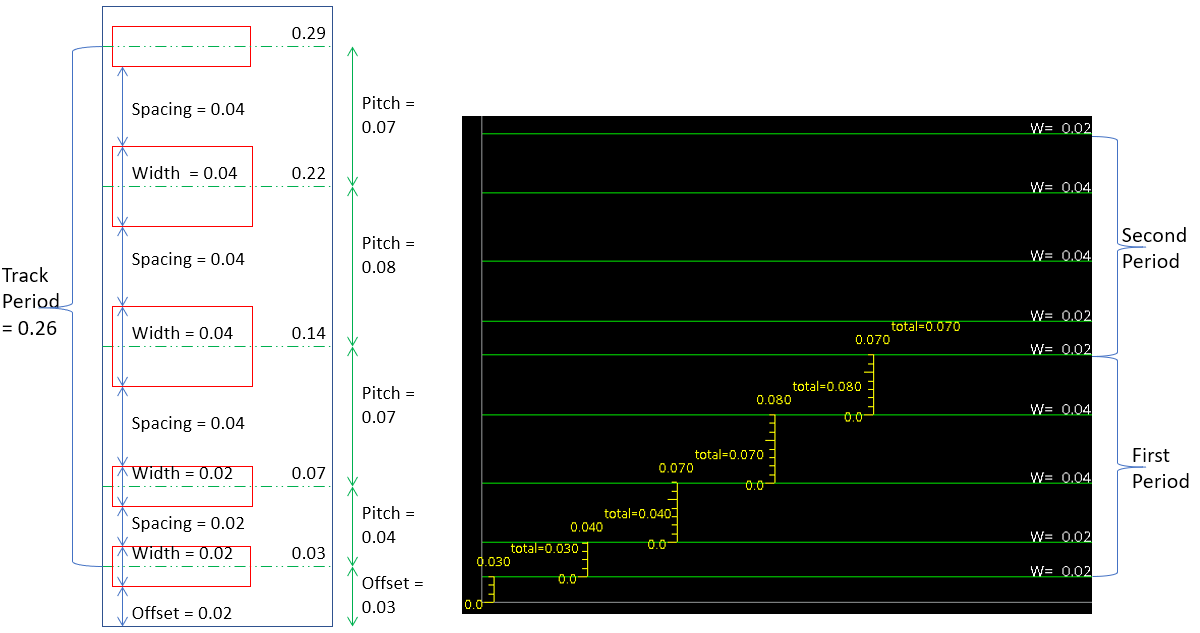 0.29
Pitch =
0.07
Spacing = 0.04
Width  = 0.04
0.22
Pitch =
0.08
Spacing = 0.04
Track
Period
= 0.26
Width = 0.04
0.14
Pitch =
0.07
Spacing = 0.04
Width = 0.02
0.07
Pitch =
0.04
Spacing = 0.02
Width = 0.02
0.03
Offset =
0.03
Offset = 0.02
W= 0.02
W= 0.04
W= 0.04
W= 0.02
total=0.070
0.070
W= 0.02
total=0.080
0.080
0.0
W= 0.04
total=0.070
0.070
0.0
W= 0.04
total=0.040
0.040
0.0
W= 0.02
total=0.030
0.030
0.0
W= 0.02
0.0
Second
Period
First
Period